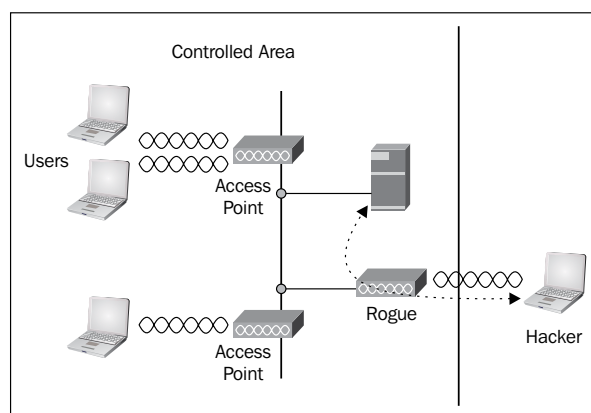 Controlled Area
Users
Access
Point
Rogue
Hacker
Access
Point